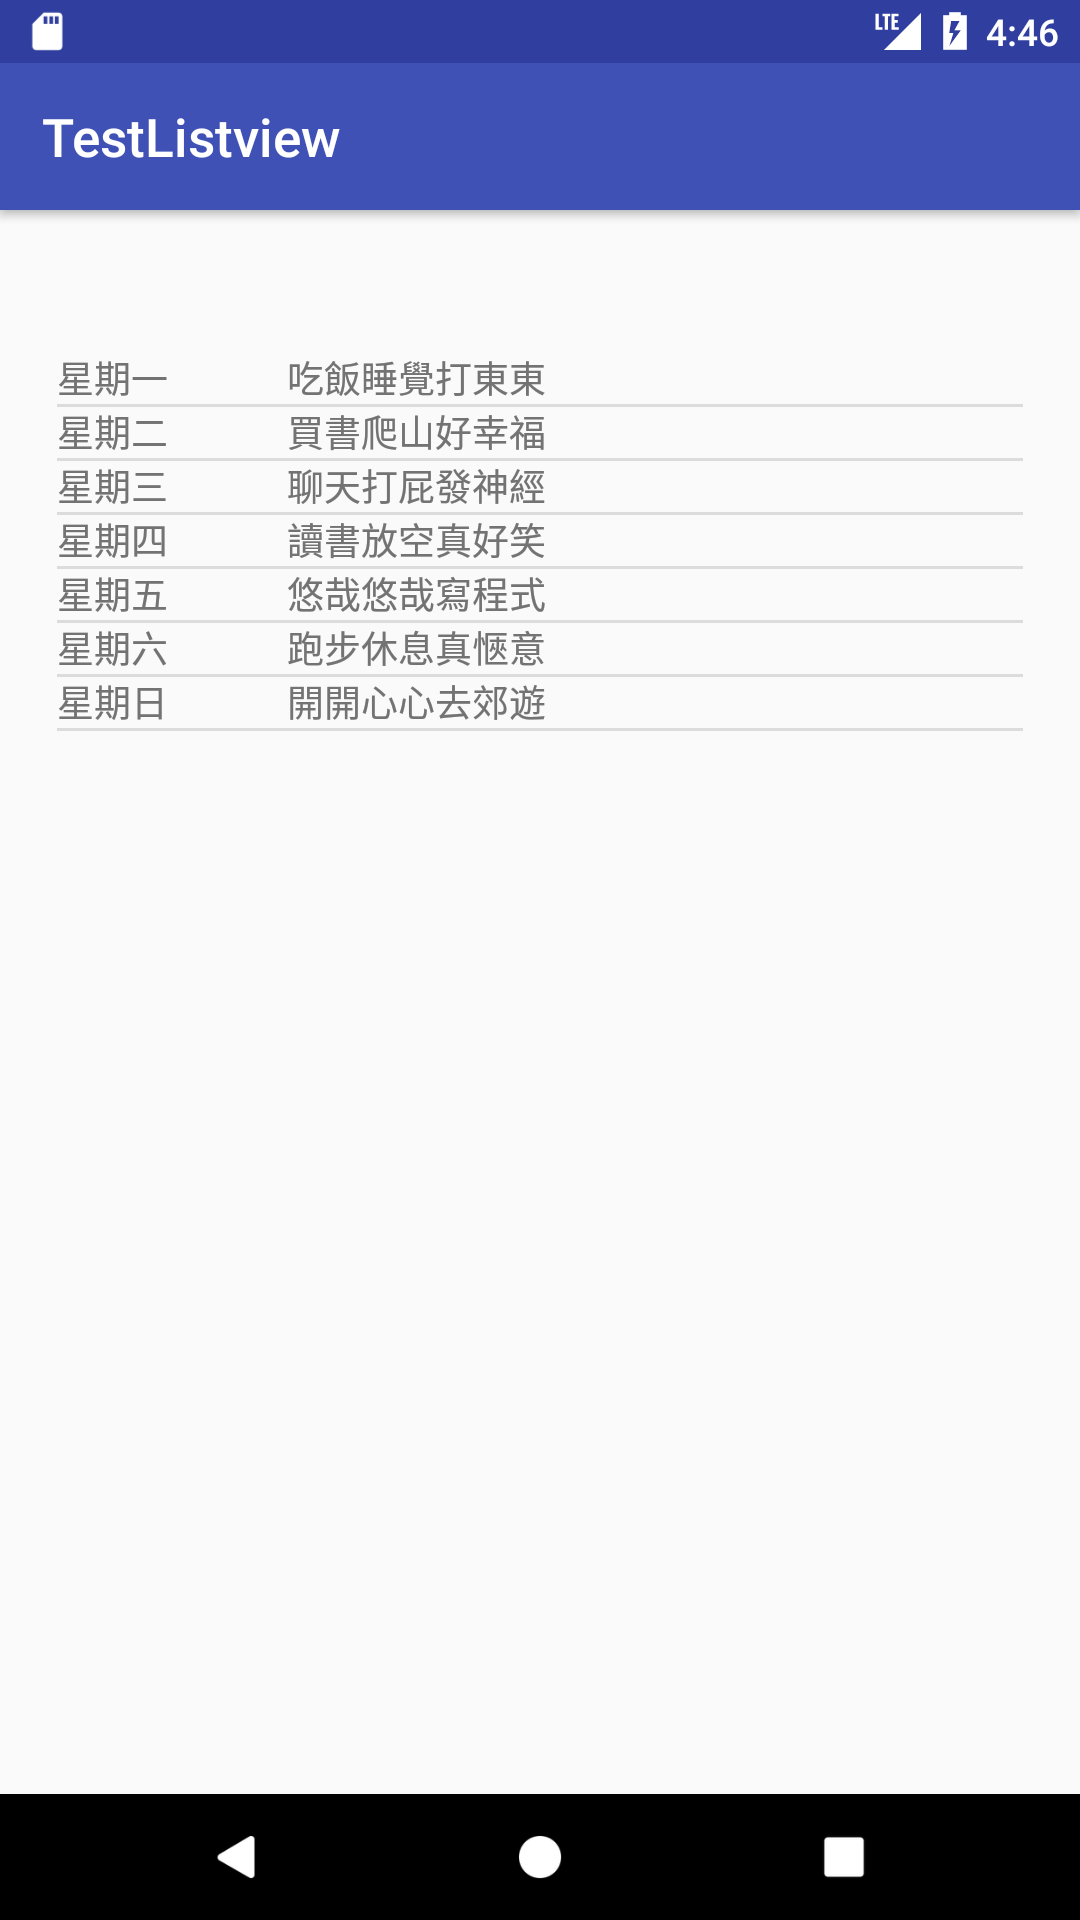 LTE 4:46
TestListview
星期一 吃飯睡覺打東東
星期二 買書爬山好幸福
星期三 聊天打屁發神經
星期四 讀書放空真好笑
星期五 悠哉悠哉寫程式
星期六 跑步休息真愜意
星期日 開開心心去郊遊